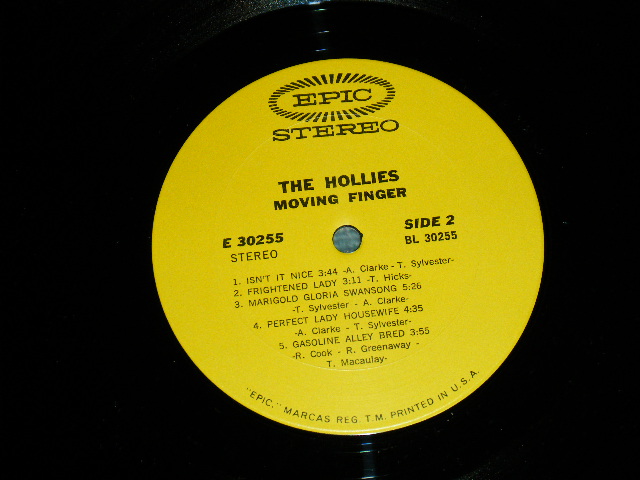 EPIC
STEREO
THE HOLLIES
MOVING FINGER
E 30255
STEREO
SIDE 2
BL 30255
1. ISN'T IT NICE 3:44 -A. Clarke - T. Sylvester-
2. FRIGHTENED LADY 3:11 -T. Hicks-
3. MARIGOLD GLORIA SWANSONG 5:26
-T. Sylvester - A. Clarke-
4. PERFECT LADY HOUSEWIFE 4:35
-A. Clarke - T. Sylvester-
5. GASOLINE ALLEY BRED 3:55
-R. Cook - R. Greenaway -
T. Macaulay-
"EPIC," MARCAS REG. T.M. PRINTED IN U.S.A.